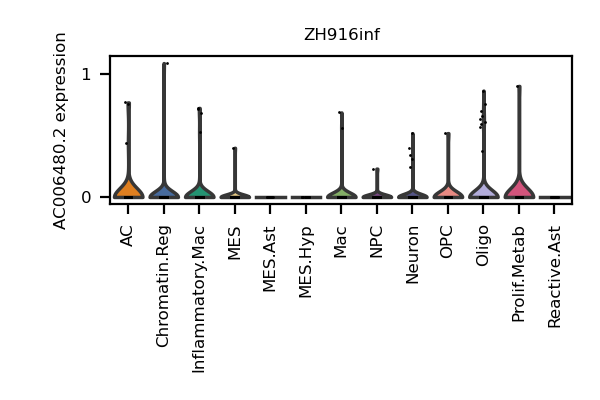 ZH916inf
AC006480.2 expression
1
0
AC
Chromatin.Reg
Inflammatory.Mac
MES
MES.Ast
MES.Hyp
Mac
NPC
Neuron
OPC
Oligo
Prolif.Metab
Reactive.Ast